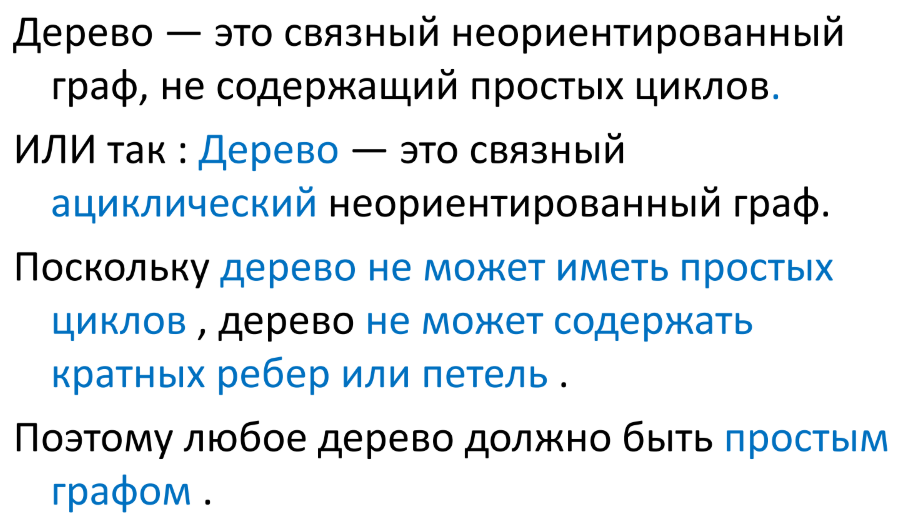 Дерево — это связный неориентированный
граф, не содержащий простых циклов.
ИЛИ так : Дерево — это связный
ациклический неориентированный граф.
Поскольку дерево не может иметь простых
циклов , дерево не может содержать
кратных ребер или петель .
Поэтому любое дерево должно быть простым
графом .